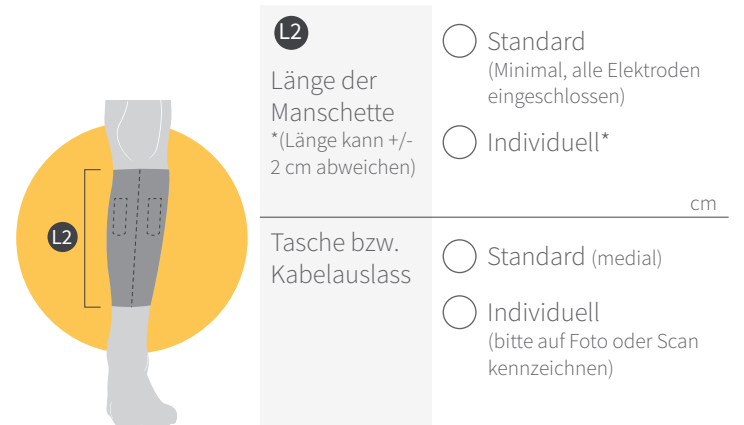 L2
Länge der
Manschette
*(Länge kann +/-
2 cm abweichen)
Standard
(Minimal, alle Elektroden
eingeschlossen)
Individuell*
cm
L2
Tasche bzw.
Kabelauslass
Standard (medial)
Individuell
(bitte auf Foto oder Scan
kennzeichnen)